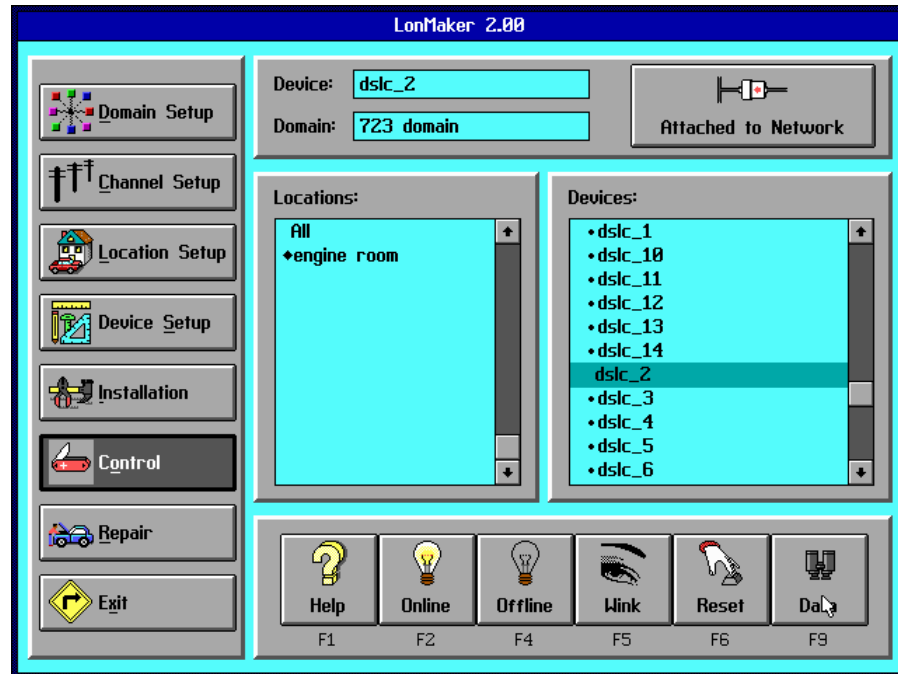 LonMaker 2.00
Domain Setup
Channel Setup
Location Setup
Device Setup
Installation
Control
Repair
Exit
Device: dslc_2
Domain: 723 domain
Attached to Network
Locations:
All
engine room
Devices:
dslc_1
dslc_10
dslc_11
dslc_12
dslc_13
dslc_14
dslc_2
dslc_3
dslc_4
dslc_5
dslc_6
Help Online Offline Wink Reset Data
F1 F2 F4 F5 F6 F9